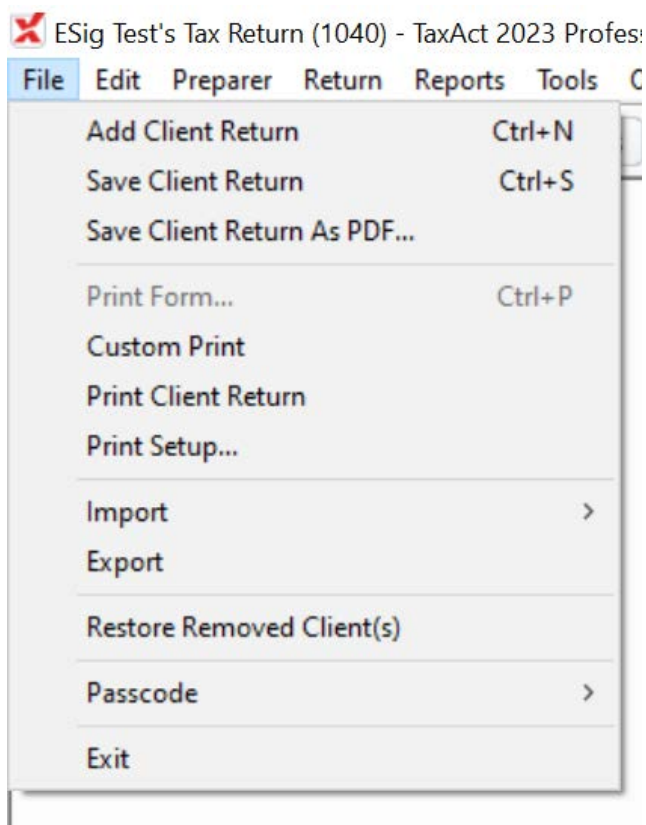 ESig Test's Tax Return (1040) - TaxAct 2023
File Edit Preparer Return Reports Tools
Add Client Return Ctrl+N
Save Client Return Ctrl+S
Save Client Return As PDF...
Print Form... Ctrl+P
Custom Print
Print Client Return
Print Setup...
Import >
Export
Restore Removed Client(s)
Passcode >
Exit